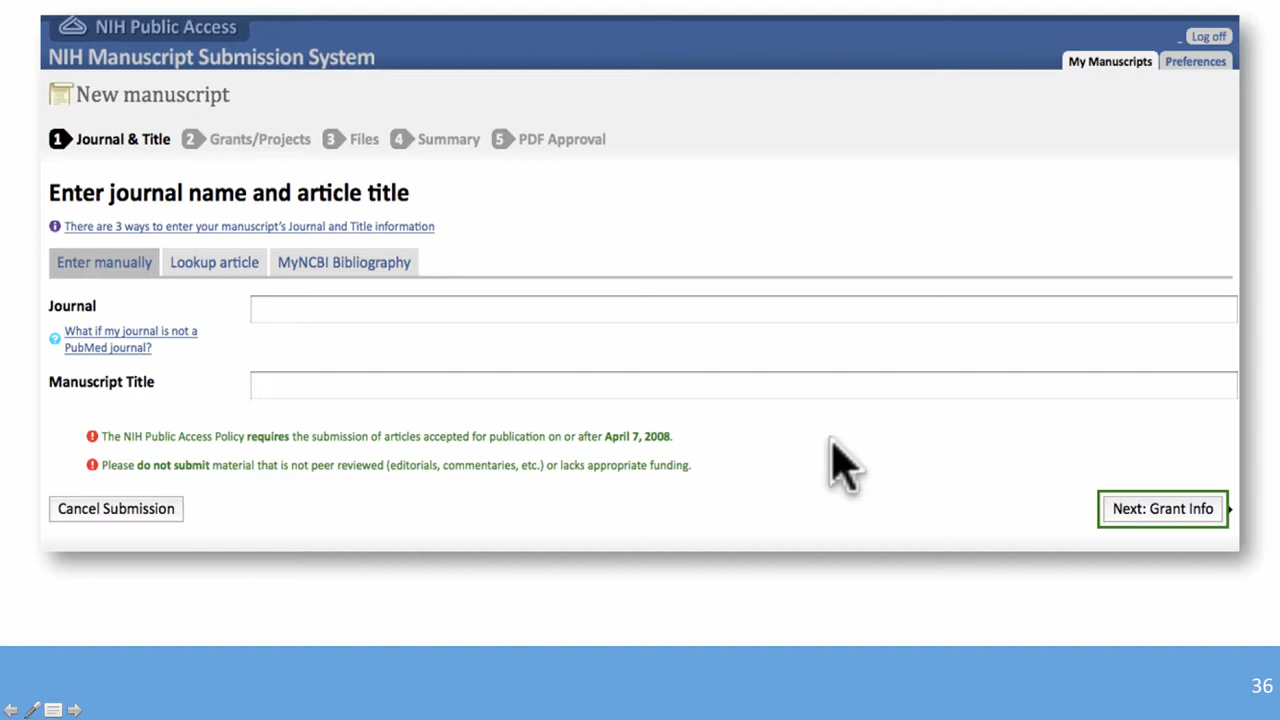 NIH Public Access
NIH Manuscript Submission System
Log off
My Manuscripts Preferences
New manuscript
1 Journal & Title 2 Grants/Projects 3 Files 4 Summary 5 PDF Approval
Enter journal name and article title
There are 3 ways to enter your manuscript's Journal and Title information
Enter manually Lookup article MyNCBI Bibliography
Journal
What if my journal is not a
PubMed journal?
Manuscript Title
The NIH Public Access Policy requires the submission of articles accepted for publication on or after April 7, 2008.
Please do not submit material that is not peer reviewed (editorials, commentaries, etc.) or lacks appropriate funding.
Cancel Submission
Next: Grant Info
36